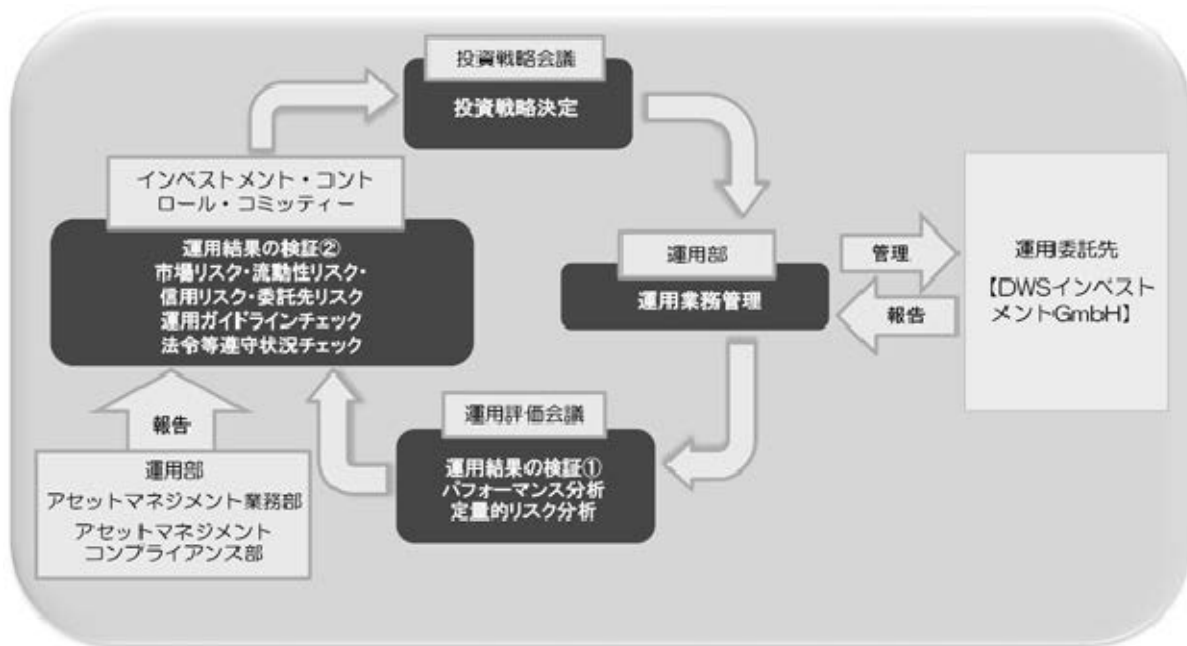 投資戦略会議
投資戦略決定
インベストメント・コント
ロール・コミッティー
運用結果の検証②
市場リスク・流動性リスク・
信用リスク・委託先リスク
運用ガイドラインチェック
法令等遵守状況チェック
運用部
運用業務管理
管理
報告
運用委託先
【DWSインベスト
メントGmbH】
運用評価会議
運用結果の検証①
パフォーマンス分析
定量的リスク分析
報告
運用部
アセットマネジメント業務部
アセットマネジメント
コンプライアンス部